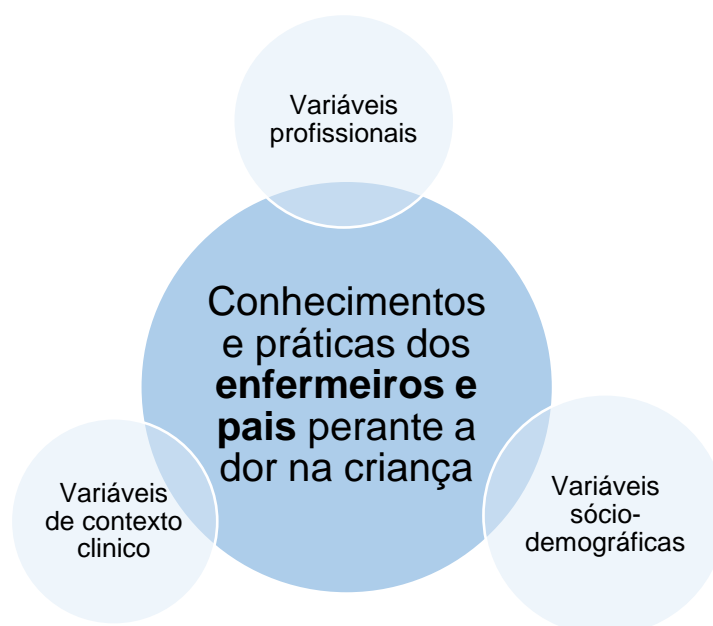 Variáveis
profissionais
Conhecimentos
e práticas dos
enfermeiros e
pais perante a
dor na criança
Variáveis
de contexto
clinico
Variáveis
sócio-
demográficas